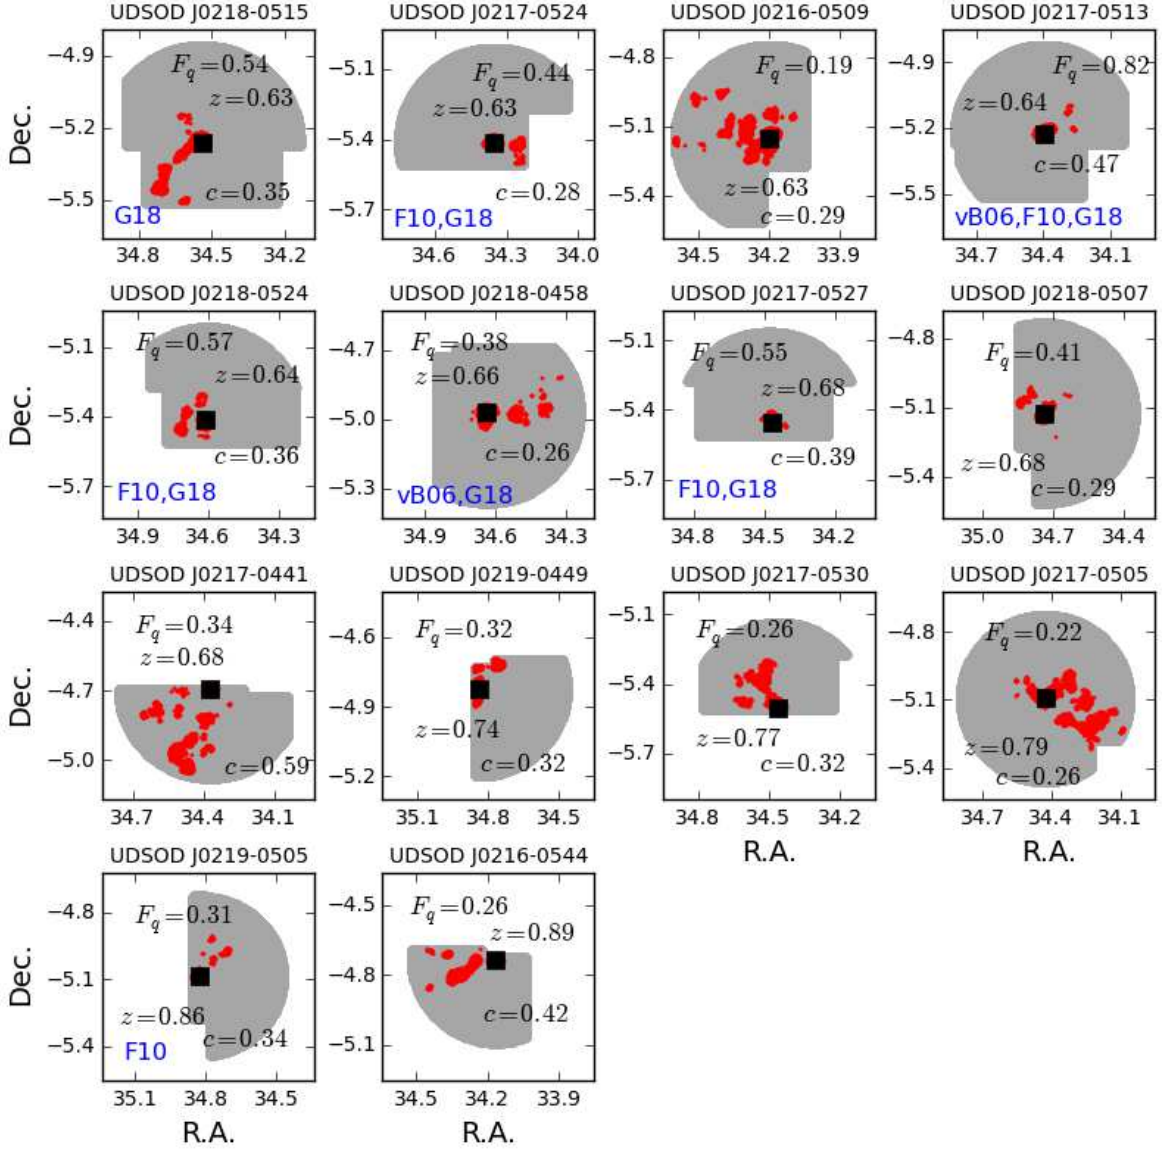 UDSOD J0218-0515 UDSOD J0217-0524 UDSOD J0216-0509 UDSOD J0217-0513
Dec.
−4.9
−5.2
−5.5
F_q=0.54
z=0.63
c=0.35
G18
34.8 34.5 34.2
−5.1
−5.4
−5.7
F_q=0.44
z=0.63
c=0.28
F10,G18
34.6 34.3 34.0
−4.8
−5.1
−5.4
F_q=0.19
z=0.63
c=0.29
34.5 34.2 33.9
−4.9
−5.2
−5.5
F_q=0.82
z=0.64
c=0.47
vB06,F10,G18
34.7 34.4 34.1
UDSOD J0218-0524 UDSOD J0218-0458 UDSOD J0217-0527 UDSOD J0218-0507
Dec.
−5.1
−5.4
−5.7
F_q=0.57
z=0.64
c=0.36
F10,G18
34.9 34.6 34.3
−4.7
−5.0
−5.3
F_q=0.38
z=0.66
c=0.26
vB06,G18
34.9 34.6 34.3
−5.1
−5.4
−5.7
F_q=0.55
z=0.68
c=0.39
F10,G18
34.8 34.5 34.2
−4.8
−5.1
−5.4
F_q=0.41
z=0.68
c=0.29
35.0 34.7 34.4
UDSOD J0217-0441 UDSOD J0219-0449 UDSOD J0217-0530 UDSOD J0217-0505
Dec.
−4.4
−4.7
−5.0
F_q=0.34
z=0.68
c=0.59
34.7 34.4 34.1
−4.6
−4.9
−5.2
F_q=0.32
z=0.74
c=0.32
35.1 34.8 34.5
−5.1
−5.4
−5.7
F_q=0.26
z=0.77
c=0.32
34.8 34.5 34.2
R.A.
−4.8
−5.1
−5.4
F_q=0.22
z=0.79
c=0.26
34.7 34.4 34.1
R.A.
UDSOD J0219-0505 UDSOD J0216-0544
Dec.
−4.8
−5.1
−5.4
F_q=0.31
z=0.86
c=0.34
F10
35.1 34.8 34.5
R.A.
−4.5
−4.8
−5.1
F_q=0.26
z=0.89
c=0.42
34.5 34.2 33.9
R.A.